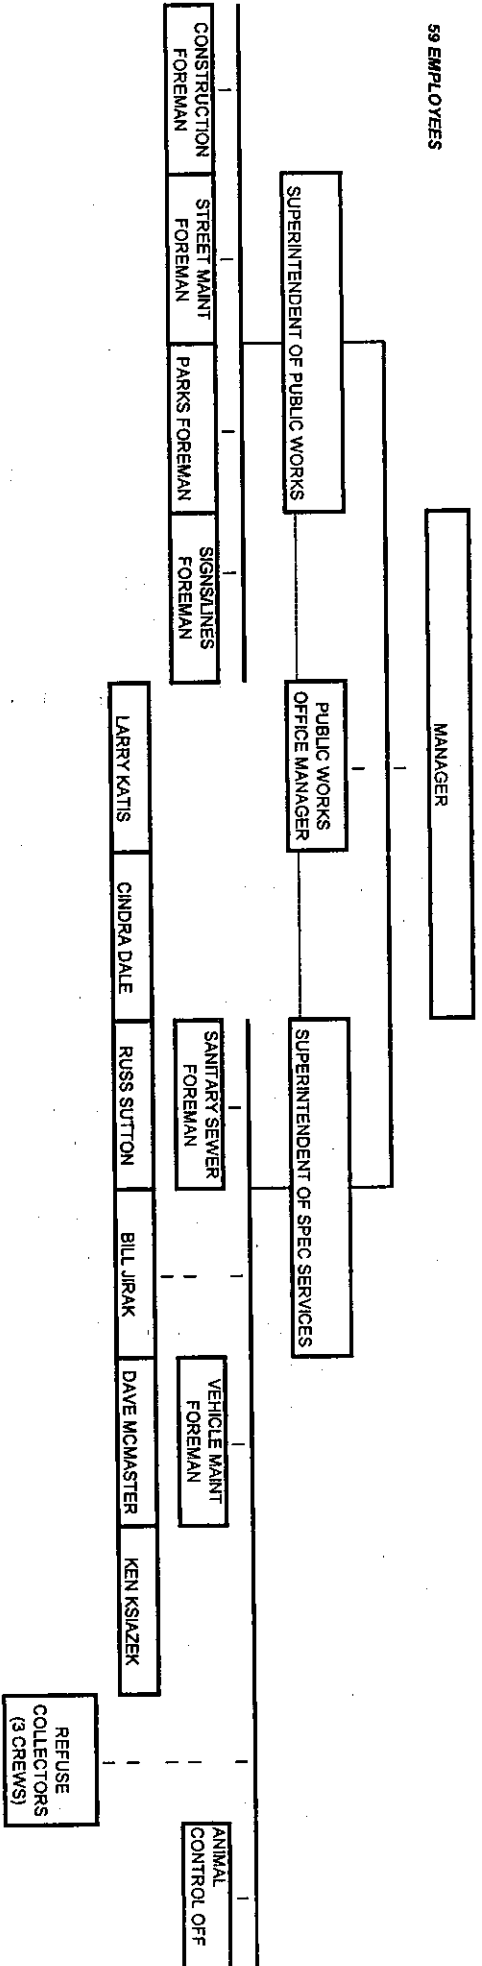 59 EMPLOYEES
MANAGER
SUPERINTENDENT OF PUBLIC WORKS
PUBLIC WORKS
OFFICE MANAGER
SUPERINTENDENT OF SPEC SERVICES
CONSTRUCTION
FOREMAN
STREET MAINT
FOREMAN
PARKS FOREMAN
SIGNS/LINES
FOREMAN
SANITARY SEWER
FOREMAN
VEHICLE MAINT
FOREMAN
ANIMAL
CONTROL OFF
LARRY KATIS
CINDRA DALE
RUSS SUTTON
BILL JIRAK
DAVE MCMASTER
KEN KSIAZEK
REFUSE
COLLECTORS
(3 CREWS)